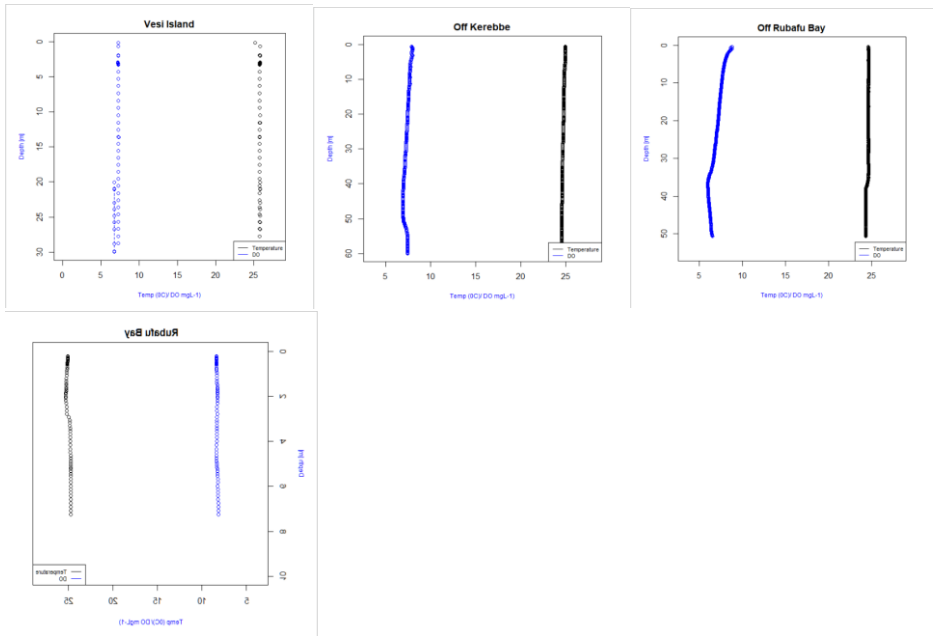 Vesi Island
Depth [m]
0
5
10
15
20
25
30
0 5 10 15 20 25
Temperature
DO
Temp (0C)/ DO mgL-1)
Off Kerebbe
Depth [m]
0
10
20
30
40
50
60
5 10 15 20 25
Temperature
DO
Temp (0C)/ DO mgL-1)
Off Rubafu Bay
Depth [m]
0
10
20
30
40
50
5 10 15 20 25
Temperature
DO
Temp (0C)/ DO mgL-1)
Rubafu Bay
Depth [m]
0
2
4
6
8
10
25 20 15 10 5
Temperature
DO
Temp (0C)/ DO mgL-1)